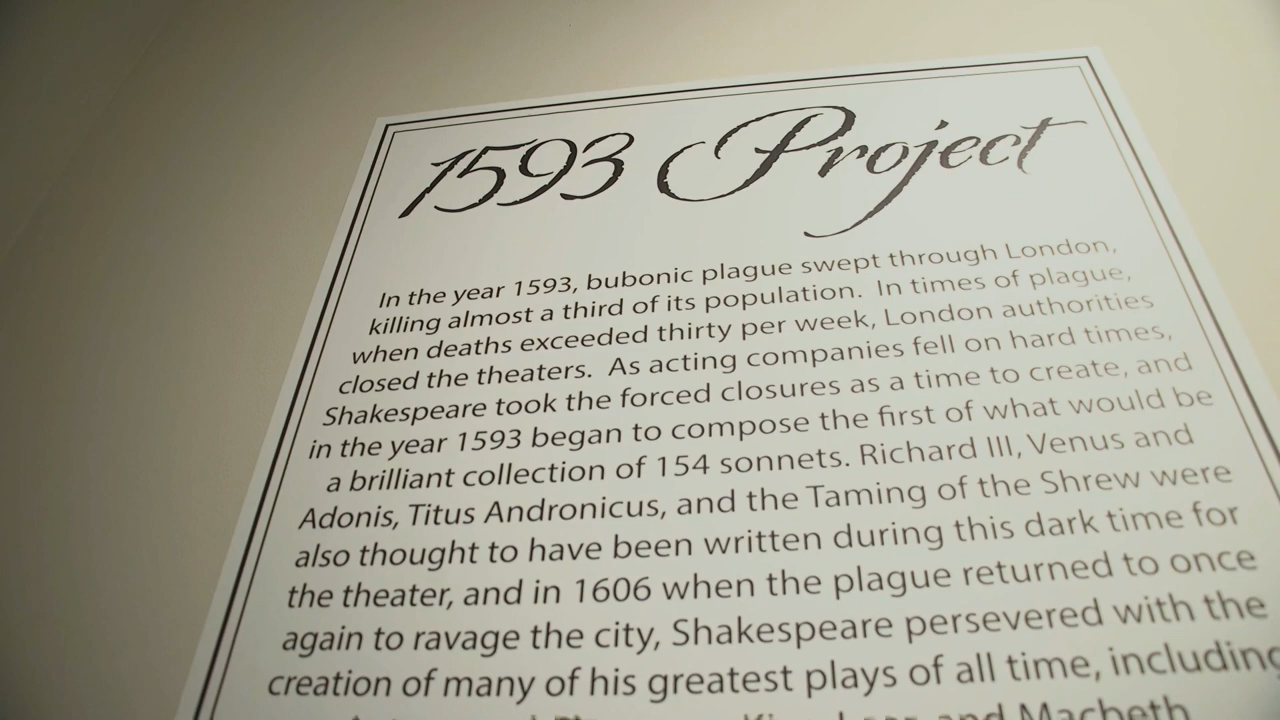 1593 Project
In the year 1593, bubonic plague swept through London,
killing almost a third of its population. In times of plague,
when deaths exceeded thirty per week, London authorities
closed the theaters. As acting companies fell on hard times,
Shakespeare took the forced closures as a time to create, and
in the year 1593 began to compose the first of what would be
a brilliant collection of 154 sonnets. Richard III, Venus and
Adonis, Titus Andronicus, and the Taming of the Shrew were
also thought to have been written during this dark time for
the theater, and in 1606 when the plague returned to once
again to ravage the city, Shakespeare persevered with the
creation of many of his greatest plays of all time, including
and Macbeth